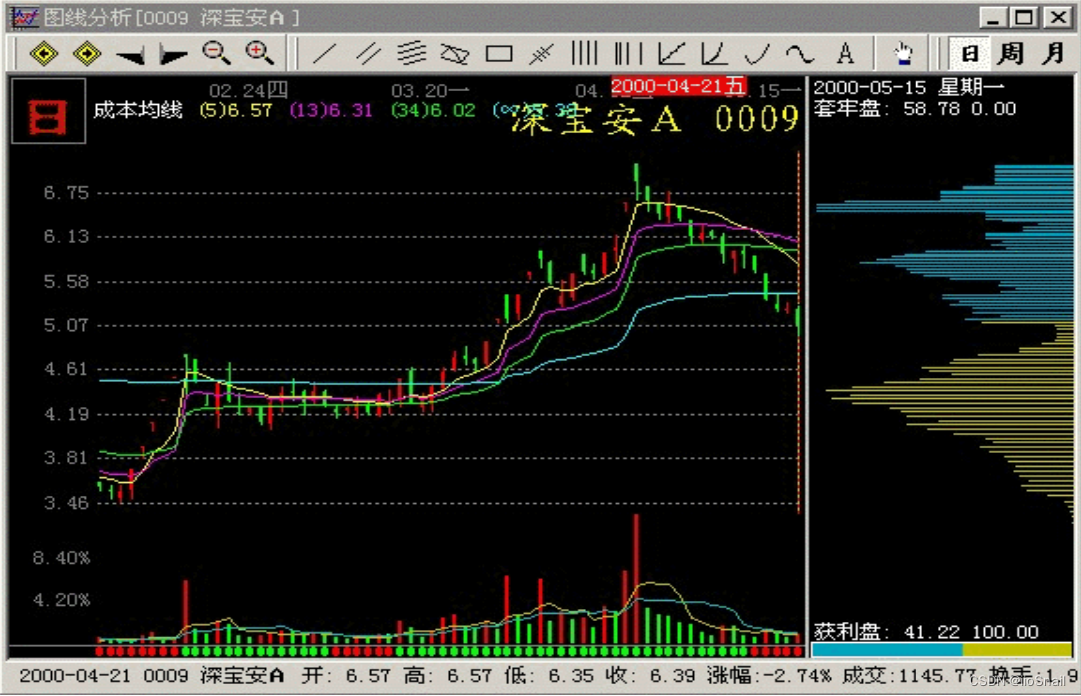 图线分析[0009 深宝安A ]
A 日 周 月
日
02.24四 03.20一 04. 2000-04-21五 .15一
成本均线 (5)6.57 (13)6.31 (34)6.02
深宝安A 0009
2000-05-15 星期一
套牢盘: 58.78 0.00
6.75
6.13
5.58
5.07
4.61
4.19
3.81
3.46
8.40%
4.20%
获利盘: 41.22 100.00
2000-04-21 0009 深宝安A 开: 6.57 高: 6.57 低: 6.35 收: 6.39 涨幅:-2.74% 成交:1145.77 换手:1.9